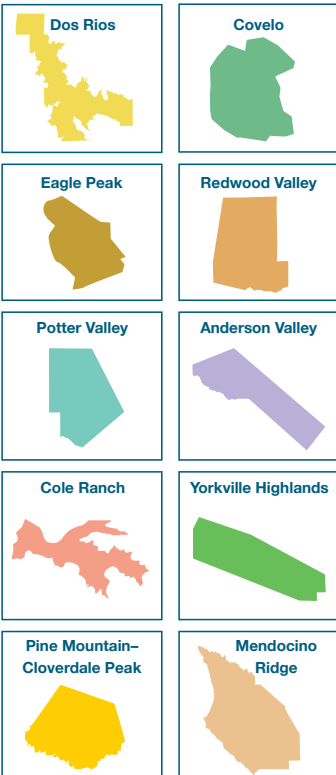 Dos Rios
Covelo
Eagle Peak
Redwood Valley
Potter Valley
Anderson Valley
Cole Ranch
Yorkville Highlands
Pine Mountain–
Cloverdale Peak
Mendocino
Ridge